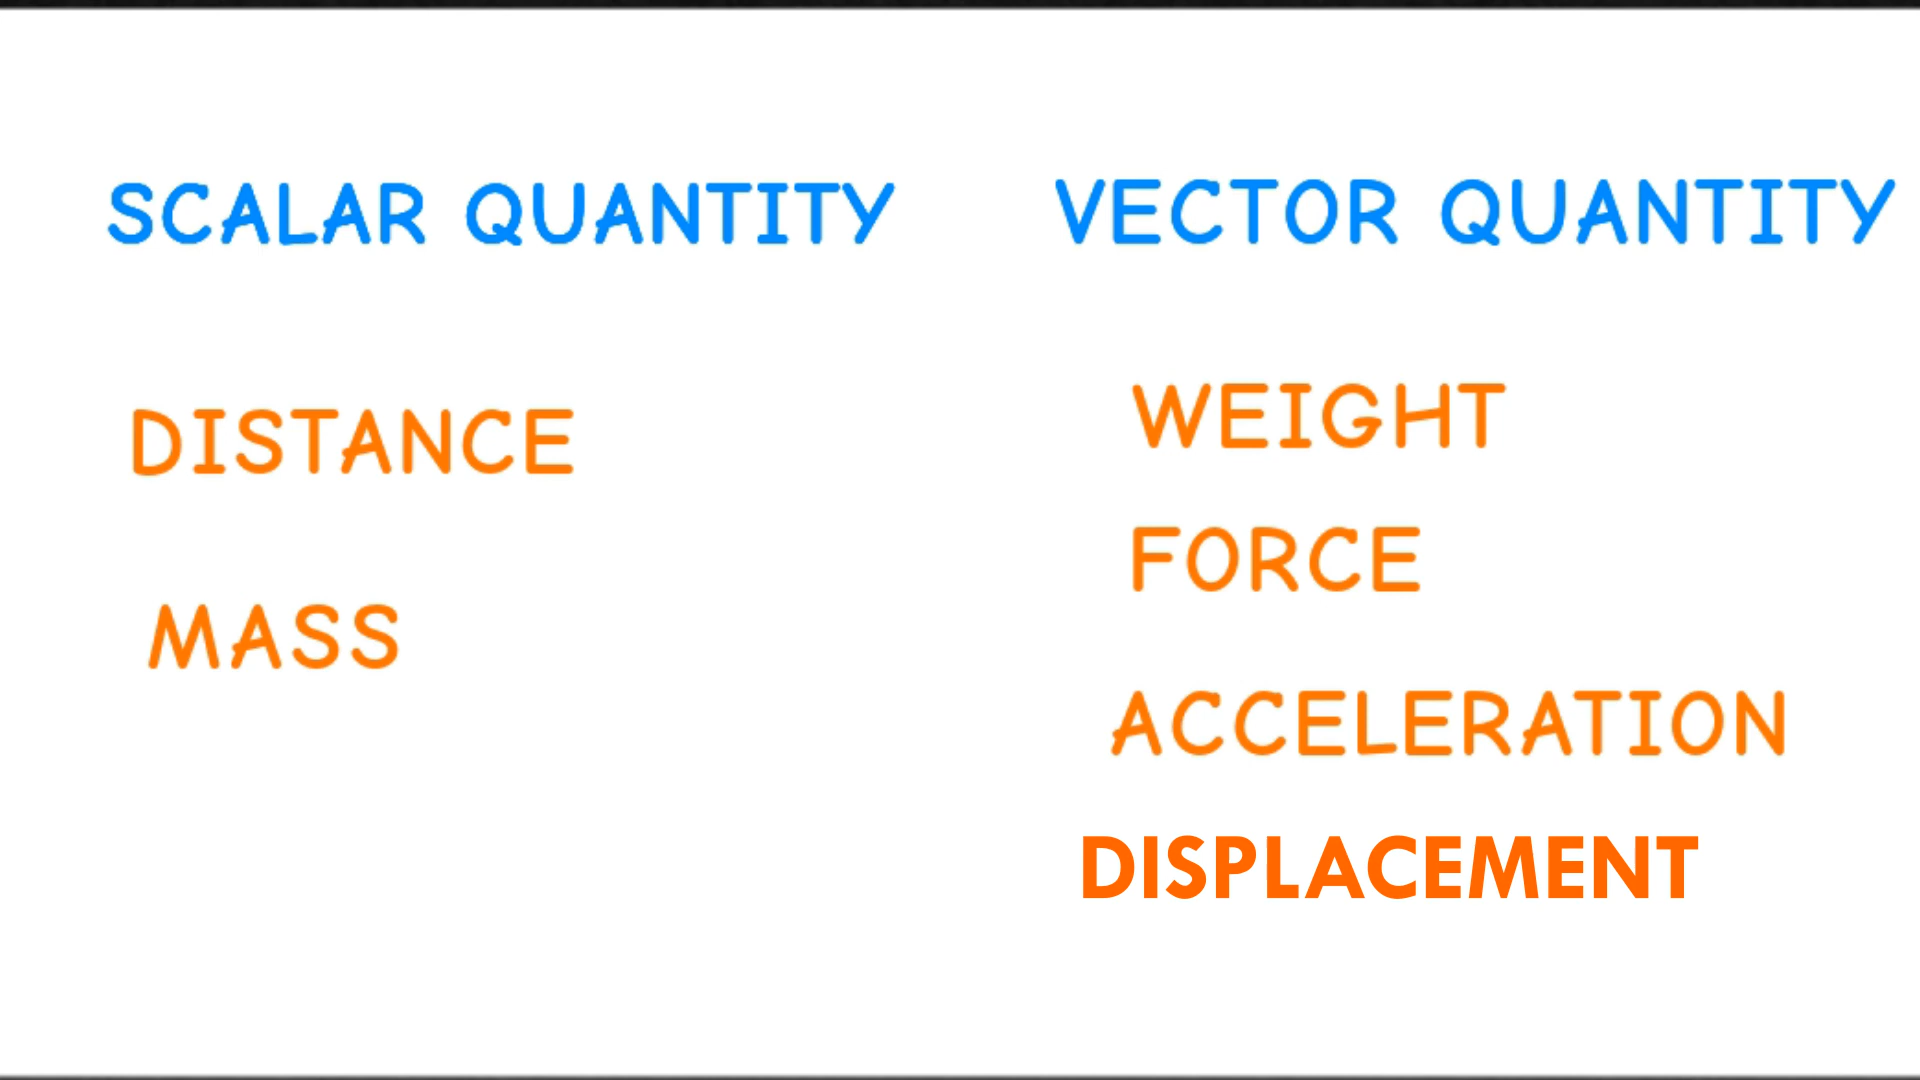 SCALAR QUANTITY
DISTANCE
MASS
VECTOR QUANTITY
WEIGHT
FORCE
ACCELERATION
DISPLACEMENT